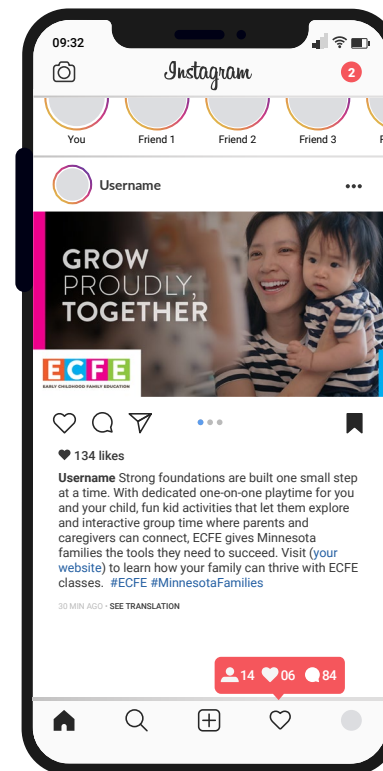 09:32
Instagram
2
You Friend 1 Friend 2 Friend 3 F
Username
GROW
PROUDLY,
TOGETHER
ECFE
EARLY CHILDHOOD FAMILY EDUCATION
134 likes
Username Strong foundations are built one small step
at a time. With dedicated one-on-one playtime for you
and your child, fun kid activities that let them explore
and interactive group time where parents and
caregivers can connect, ECFE gives Minnesota
families the tools they need to succeed. Visit (your
website) to learn how your family can thrive with ECFE
classes. #ECFE #MinnesotaFamilies
30 MIN AGO • SEE TRANSLATION
14 06 84